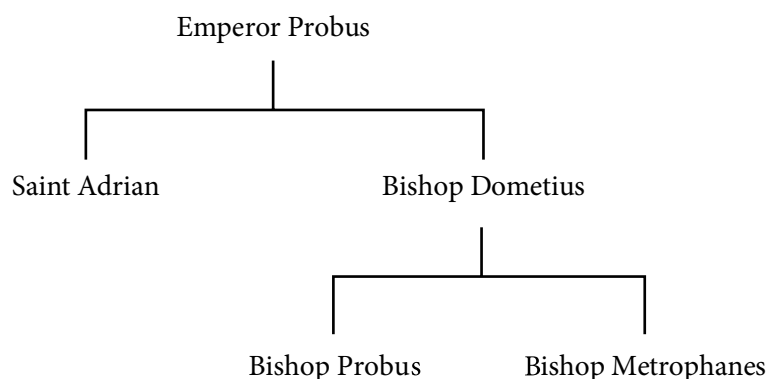 Emperor Probus
Saint Adrian
Bishop Dometius
Bishop Probus
Bishop Metrophanes